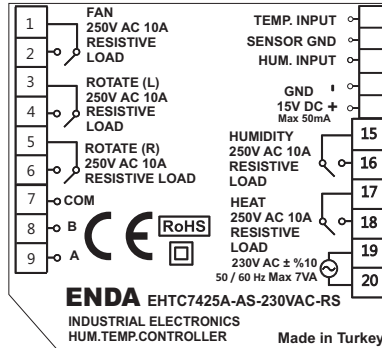 1
FAN
250V AC 10A
RESISTIVE
LOAD
2
3
ROTATE (L)
250V AC 10A
RESISTIVE
LOAD
4
5
ROTATE (R)
250V AC 10A
RESISTIVE LOAD
6
7 COM
8 B
9 A
CE
RoHS
TEMP. INPUT
SENSOR GND
HUM. INPUT
GND -
15V DC +
Max 50mA
HUMIDITY
250V AC 10A
RESISTIVE
LOAD
15
16
HEAT
250V AC 10A
RESISTIVE
LOAD
17
18
230V AC ± %10
50 / 60 Hz Max 7VA
19
20
ENDA EHTC7425A-AS-230VAC-RS
INDUSTRIAL ELECTRONICS
HUM.TEMP.CONTROLLER
Made in Turkey